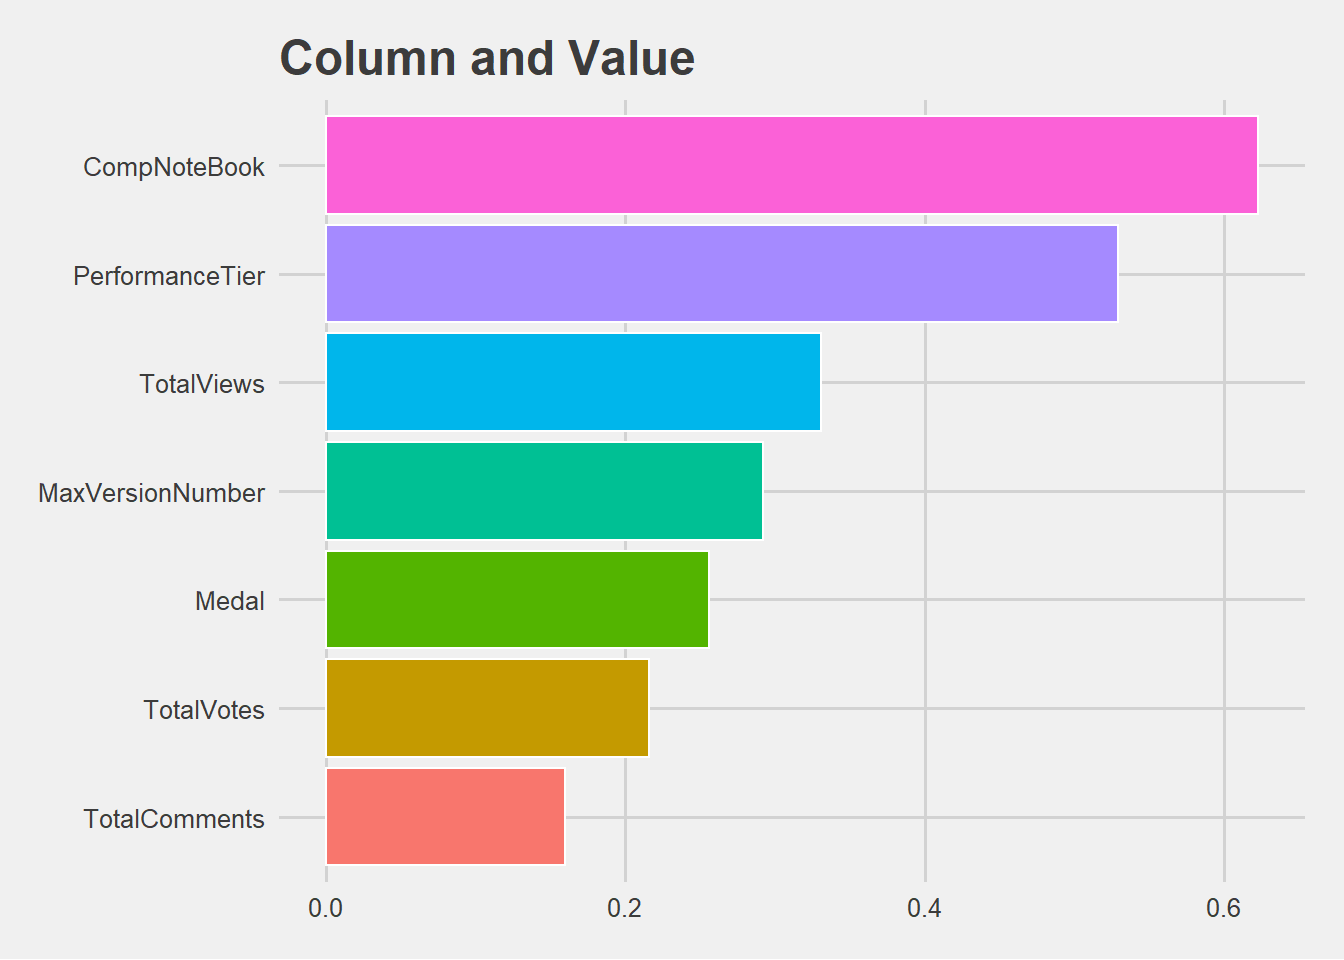 Column and Value
CompNoteBook
PerformanceTier
TotalViews
MaxVersionNumber
Medal
TotalVotes
TotalComments
0.0 0.2 0.4 0.6